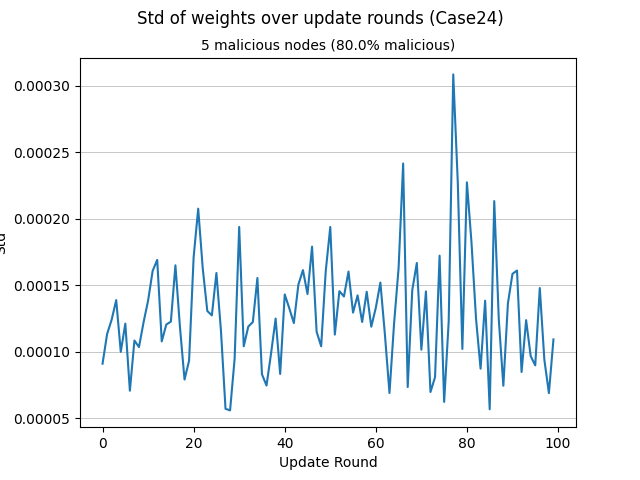 Std of weights over update rounds (Case24)
5 malicious nodes (80.0% malicious)
0.00030
0.00025
0.00020
0.00015
0.00010
0.00005
Std
0 20 40 60 80 100
Update Round